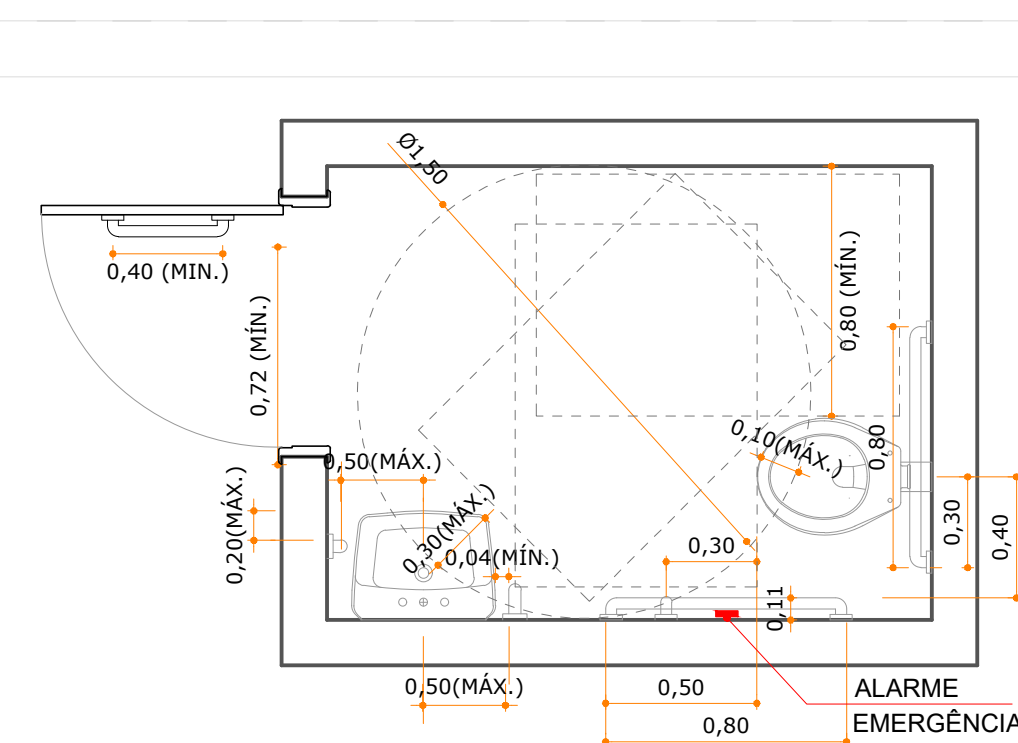 Ø1,50
0,40 (MIN.)
0,72 (MÍN.)
0,80 (MÍN.)
0,10(MÁX.)
0,80
0,50(MÁX.)
0,20(MÁX.)
0,30(MÁX.)
0,04(MÍN.)
0,30
0,30
0,40
0,11
0,50(MÁX.)
0,50
0,80
ALARME
EMERGÊNCIA